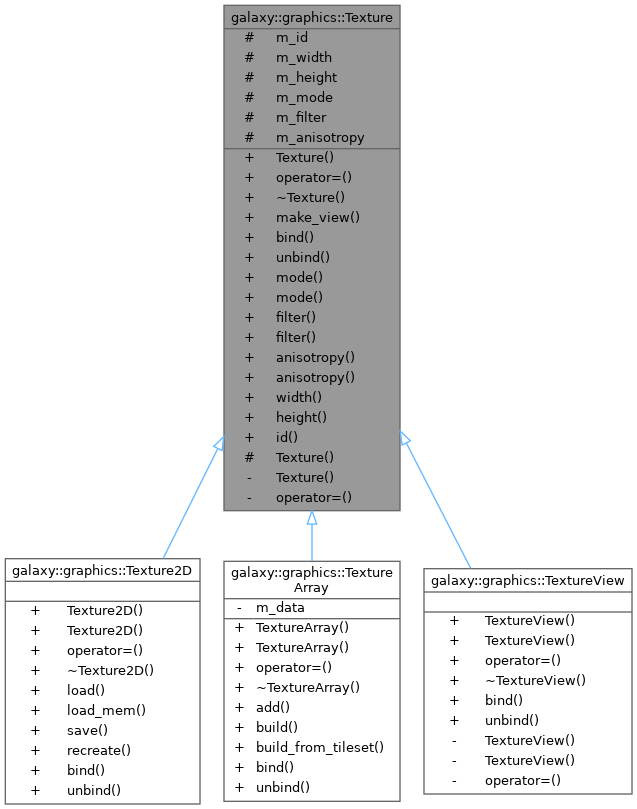 galaxy::graphics::Texture
# m_id
# m_width
# m_height
# m_mode
# m_filter
# m_anisotropy
+ Texture()
+ operator=()
+ ~Texture()
+ make_view()
+ bind()
+ unbind()
+ mode()
+ mode()
+ filter()
+ filter()
+ anisotropy()
+ anisotropy()
+ width()
+ height()
+ id()
# Texture()
- Texture()
- operator=()
galaxy::graphics::Texture2D
+ Texture2D()
+ Texture2D()
+ operator=()
+ ~Texture2D()
+ load()
+ load_mem()
+ save()
+ recreate()
+ bind()
+ unbind()
galaxy::graphics::Texture
Array
- m_data
+ TextureArray()
+ TextureArray()
+ operator=()
+ ~TextureArray()
+ add()
+ build()
+ build_from_tileset()
+ bind()
+ unbind()
galaxy::graphics::TextureView
+ TextureView()
+ TextureView()
+ operator=()
+ ~TextureView()
+ bind()
+ unbind()
- TextureView()
- TextureView()
- operator=()